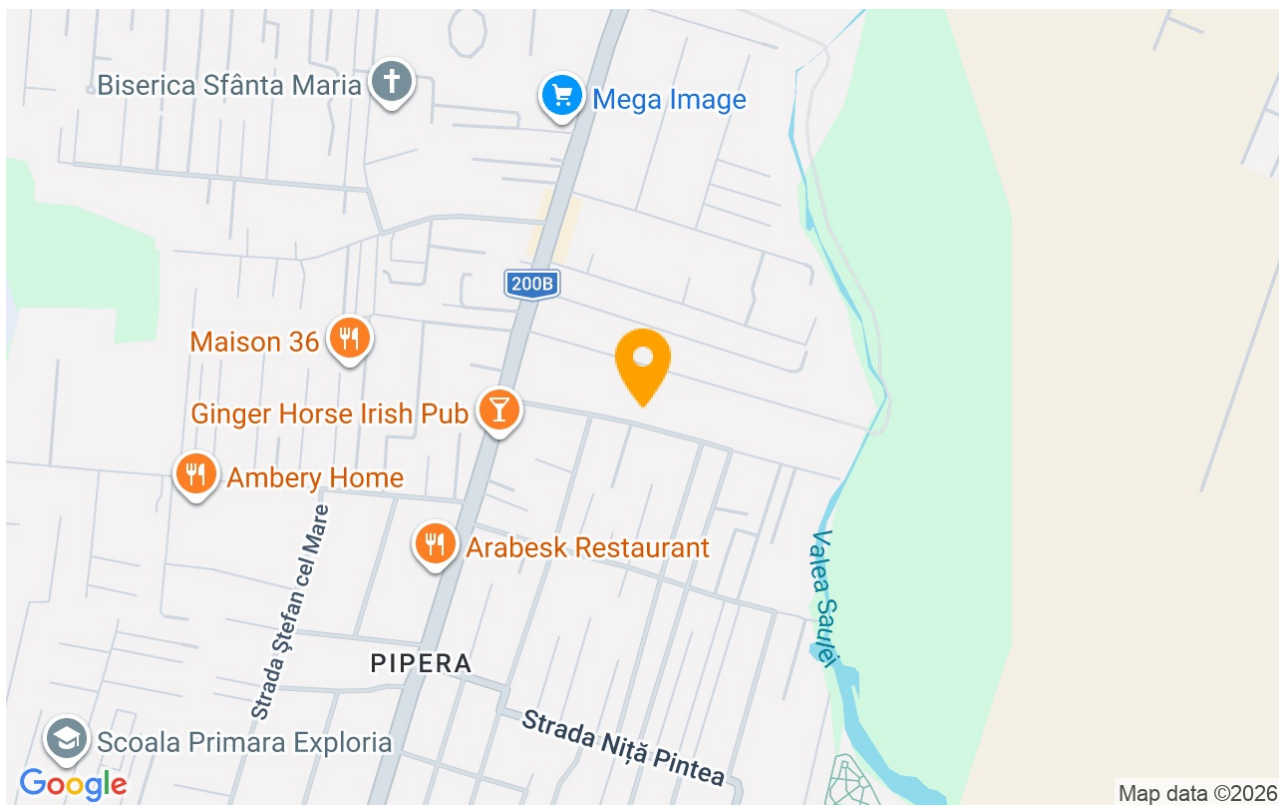 Biserica Sfânta Maria
Mega Image
200B
Maison 36
Ginger Horse Irish Pub
Ambery Home
Arabesk Restaurant
Strada Ștefan cel Mare
Valea Saulei
PIPERA
Strada Niță Pintea
Scoala Primara Exploria
Google
Map data ©2026